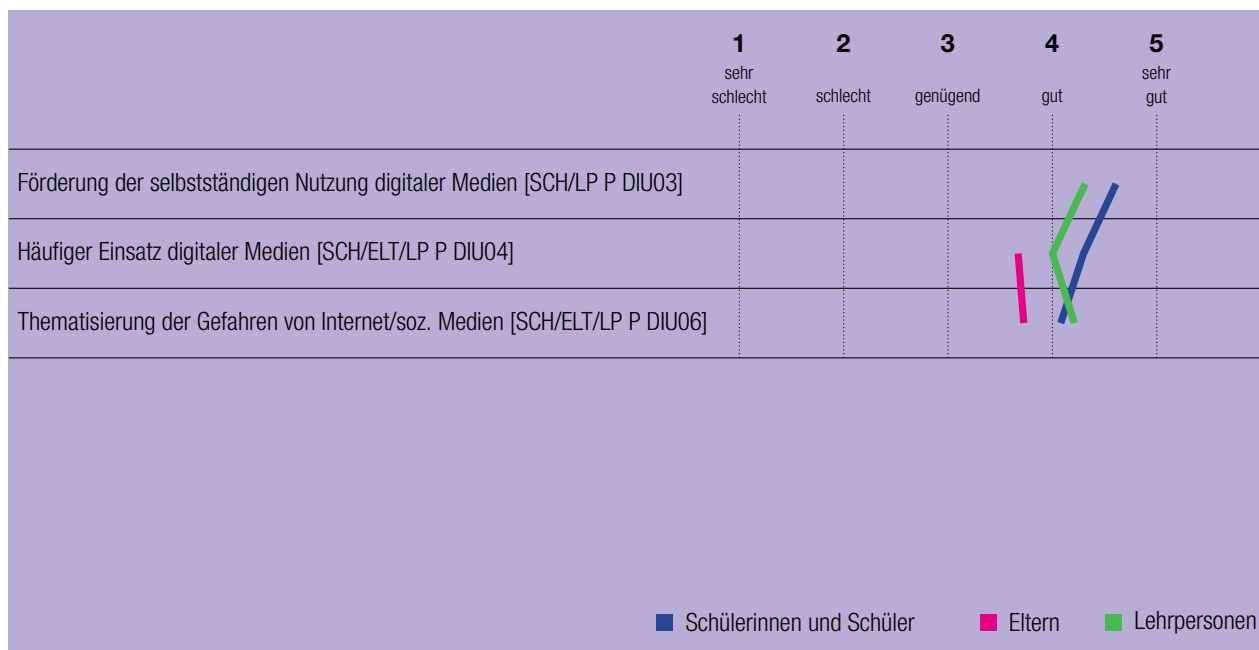 1 2 3 4 5
sehr sehr
schlecht schlecht genügend gut gut
Förderung der selbstständigen Nutzung digitaler Medien [SCH/LP P DIU03]
Häufiger Einsatz digitaler Medien [SCH/ELT/LP P DIU04]
Thematisierung der Gefahren von Internet/soz. Medien [SCH/ELT/LP P DIU06]
Schülerinnen und Schüler Eltern Lehrpersonen